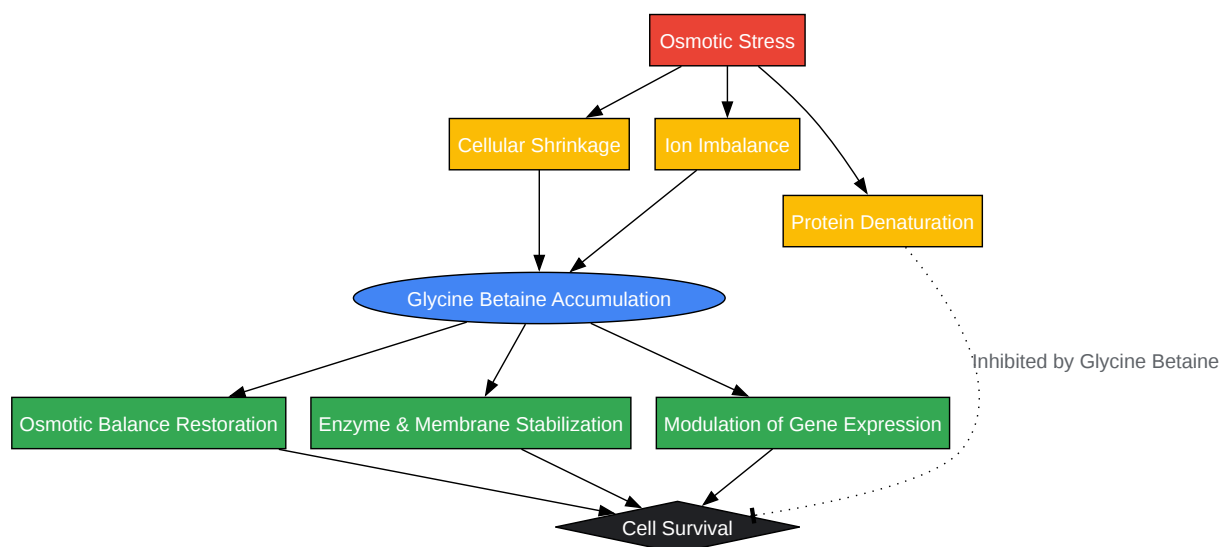 Osmotic Stress
Cellular Shrinkage
Ion Imbalance
Protein Denaturation
Glycine Betaine Accumulation
Inhibited by Glycine Betaine
Osmotic Balance Restoration
Enzyme & Membrane Stabilization
Modulation of Gene Expression
Cell Survival